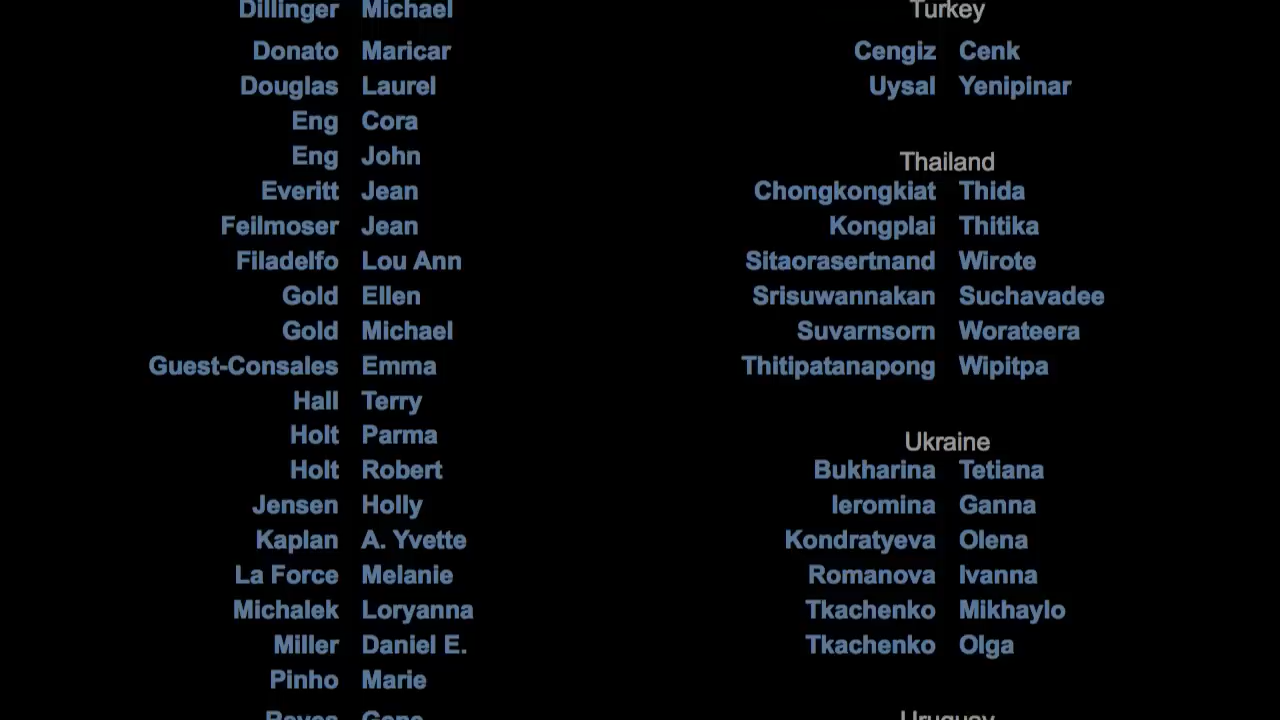 Dillinger Michael
Donato Maricar
Douglas Laurel
Eng Cora
Eng John
Everitt Jean
Feilmoser Jean
Filadelfo Lou Ann
Gold Ellen
Gold Michael
Guest-Consales Emma
Hall Terry
Holt Parma
Holt Robert
Jensen Holly
Kaplan A. Yvette
La Force Melanie
Michalek Loryanna
Miller Daniel E.
Pinho Marie
Reyes Gene
Turkey
Cengiz Cenk
Uysal Yenipinar
Thailand
Chongkongkiat Thida
Kongplai Thitika
Sitaorasertnand Wirote
Srisuwannakan Suchavadee
Suvarnsorn Worateera
Thitipatanapong Wipitpa
Ukraine
Bukharina Tetiana
Ieromina Ganna
Kondratyeva Olena
Romanova Ivanna
Tkachenko Mikhaylo
Tkachenko Olga
Uruguay